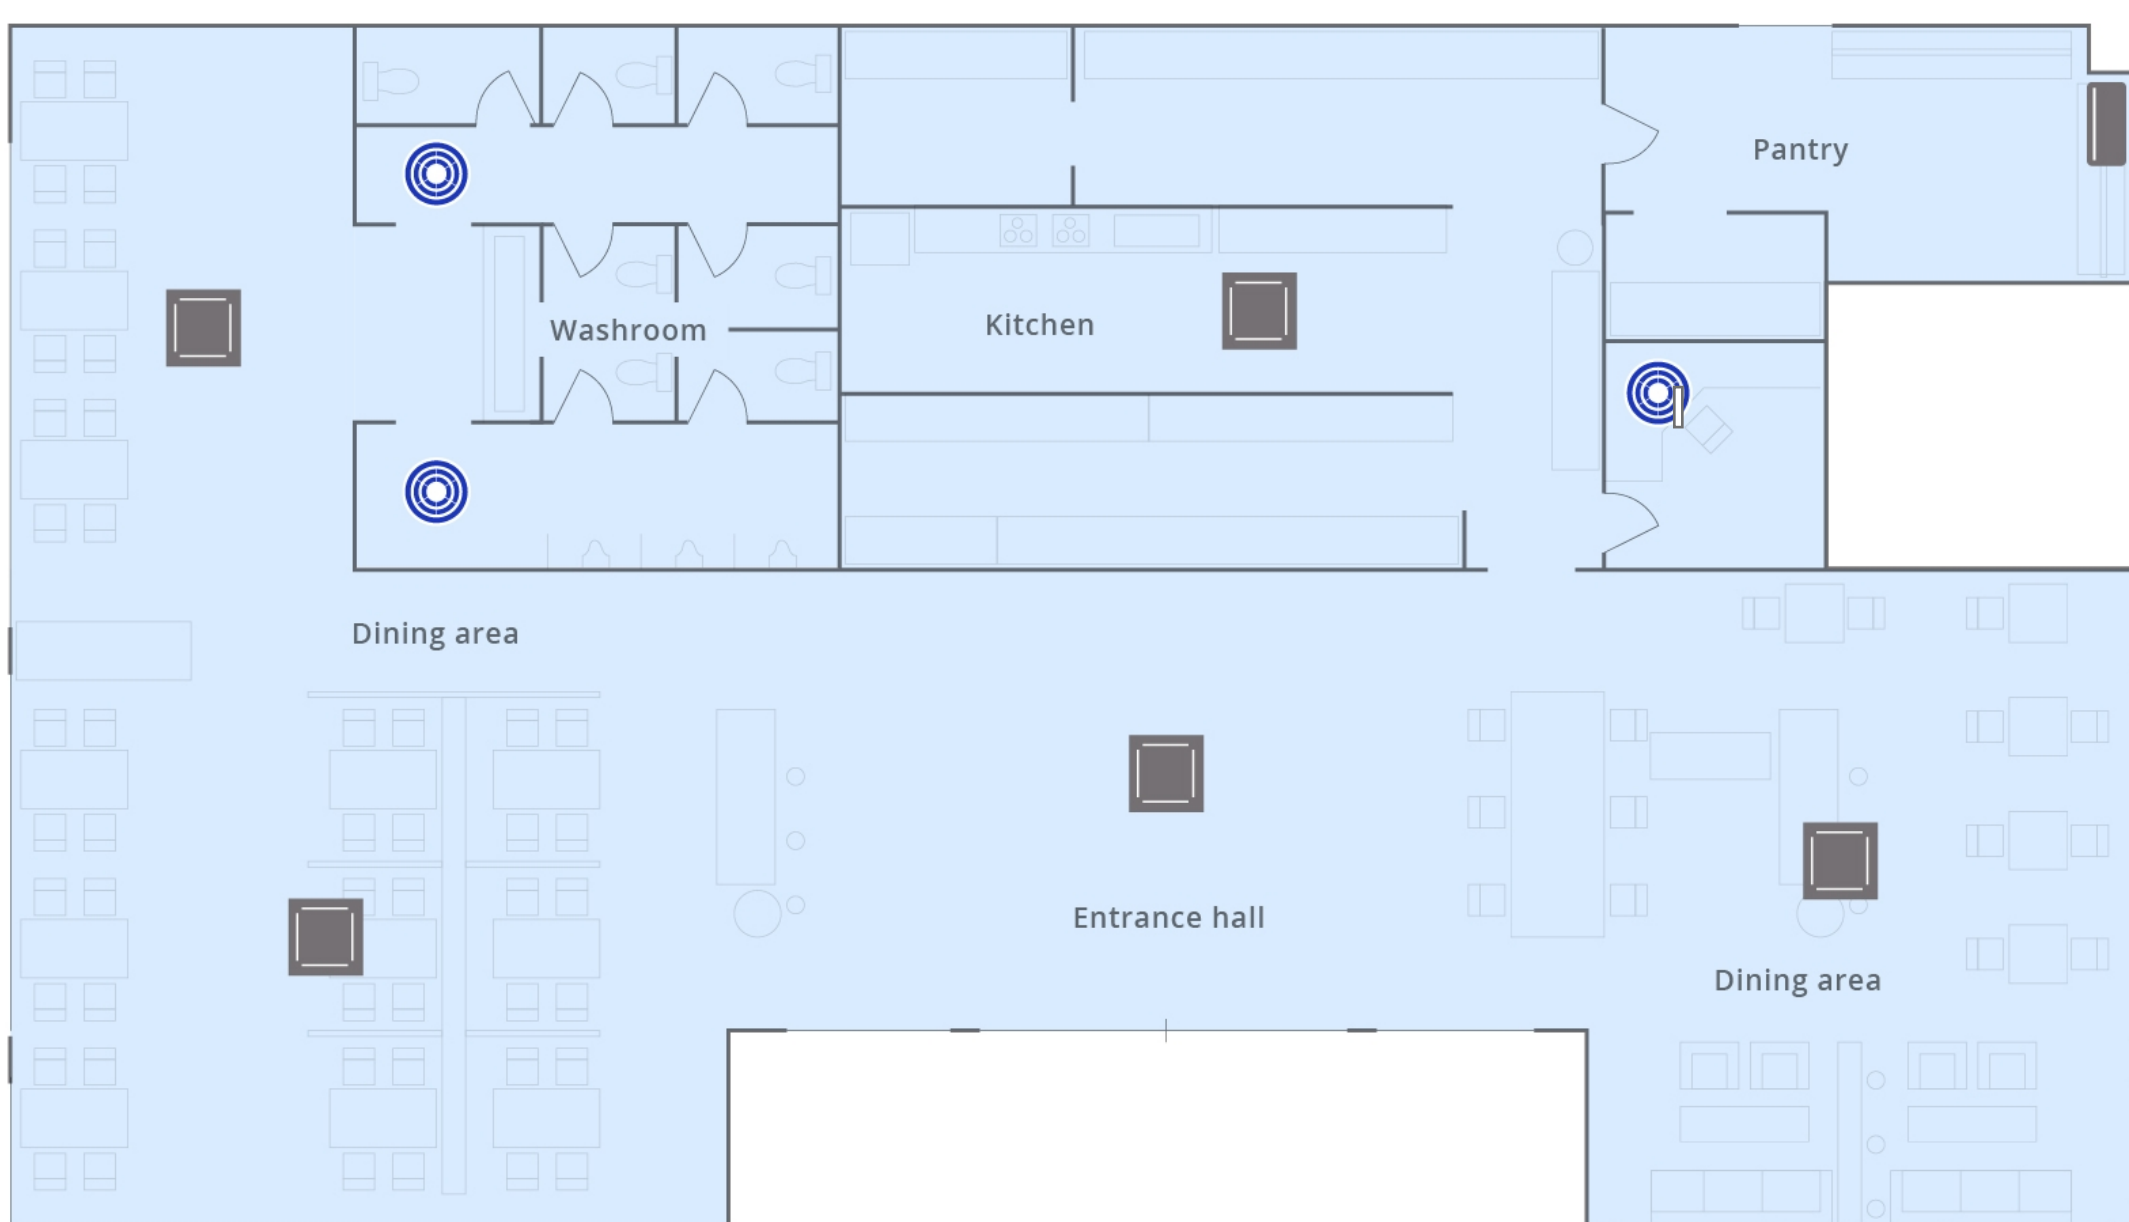 Pantry
Kitchen
Washroom
Dining area
Entrance hall
Dining area